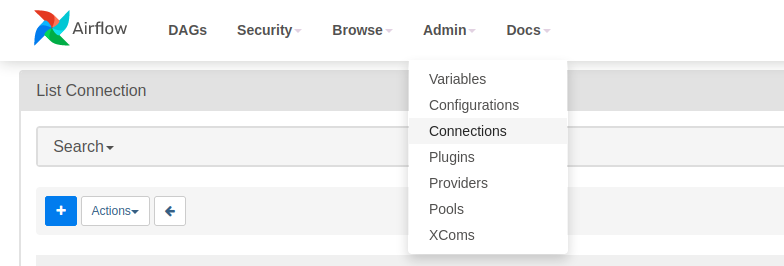 Airflow DAGs Security Browse Admin Docs
List Connection
Search
Actions
Variables
Configurations
Connections
Plugins
Providers
Pools
XComs